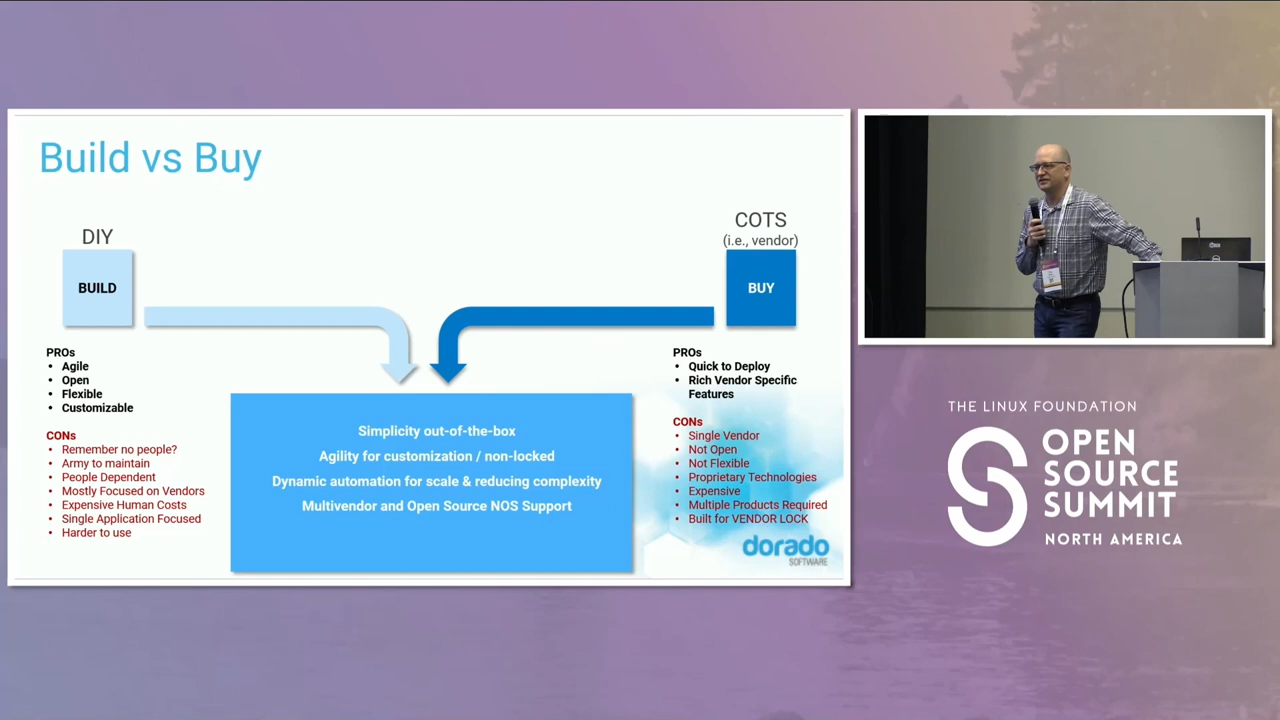 Build vs Buy
DIY
BUILD
COTS
(i.e., vendor)
BUY
PROs
• Agile
• Open
• Flexible
• Customizable
CONs
• Remember no people?
• Army to maintain
• People Dependent
• Mostly Focused on Vendors
• Expensive Human Costs
• Single Application Focused
• Harder to use
Simplicity out-of-the-box
Agility for customization / non-locked
Dynamic automation for scale & reducing complexity
Multivendor and Open Source NOS Support
PROs
• Quick to Deploy
• Rich Vendor Specific
Features
CONs
• Single Vendor
• Not Open
• Not Flexible
• Proprietary Technologies
• Expensive
• Multiple Products Required
• Built for VENDOR LOCK
dorado
SOFTWARE
THE LINUX FOUNDATION
OPEN
SOURCE
SUMMIT
NORTH AMERICA